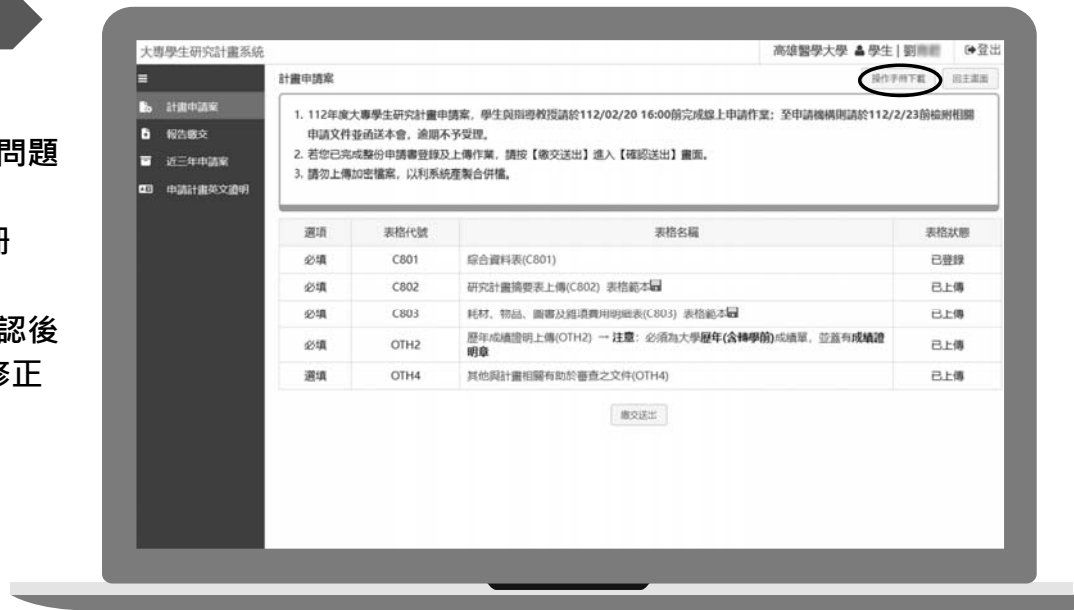 問題
冊
認後
修正
大專學生研究計畫系統
高雄醫學大學 學生 | 劉
登出
計畫申請案
報告繳交
近三年申請案
申請計畫英文證明
計畫申請案
操作手冊下載
回主畫面
1. 112年度大專學生研究計畫申請案，學生與指導教授請於112/02/20 16:00前完成線上申請作業；至申請機構則請於112/2/23前檢附相關
申請文件並函送本會，逾期不予受理。
2. 若您已完成整份申請書登錄及上傳作業，請按【繳交送出】進入【確認送出】畫面。
3. 請勿上傳加密檔案，以利系統產製合併檔。
選項 表格代號 表格名稱 表格狀態
必填 C801 綜合資料表(C801) 已登錄
必填 C802 研究計畫摘要表上傳(C802) 表格範本 已上傳
必填 C803 耗材、物品、圖書及雜項費用明細表(C803) 表格範本 已上傳
必填 OTH2 歷年成績證明上傳(OTH2) → 注意：必須為大學歷年(含轉學前)成績單，並蓋有成績證
明章 已上傳
選填 OTH4 其他與計畫相關有助於審查之文件(OTH4) 已上傳
繳交送出